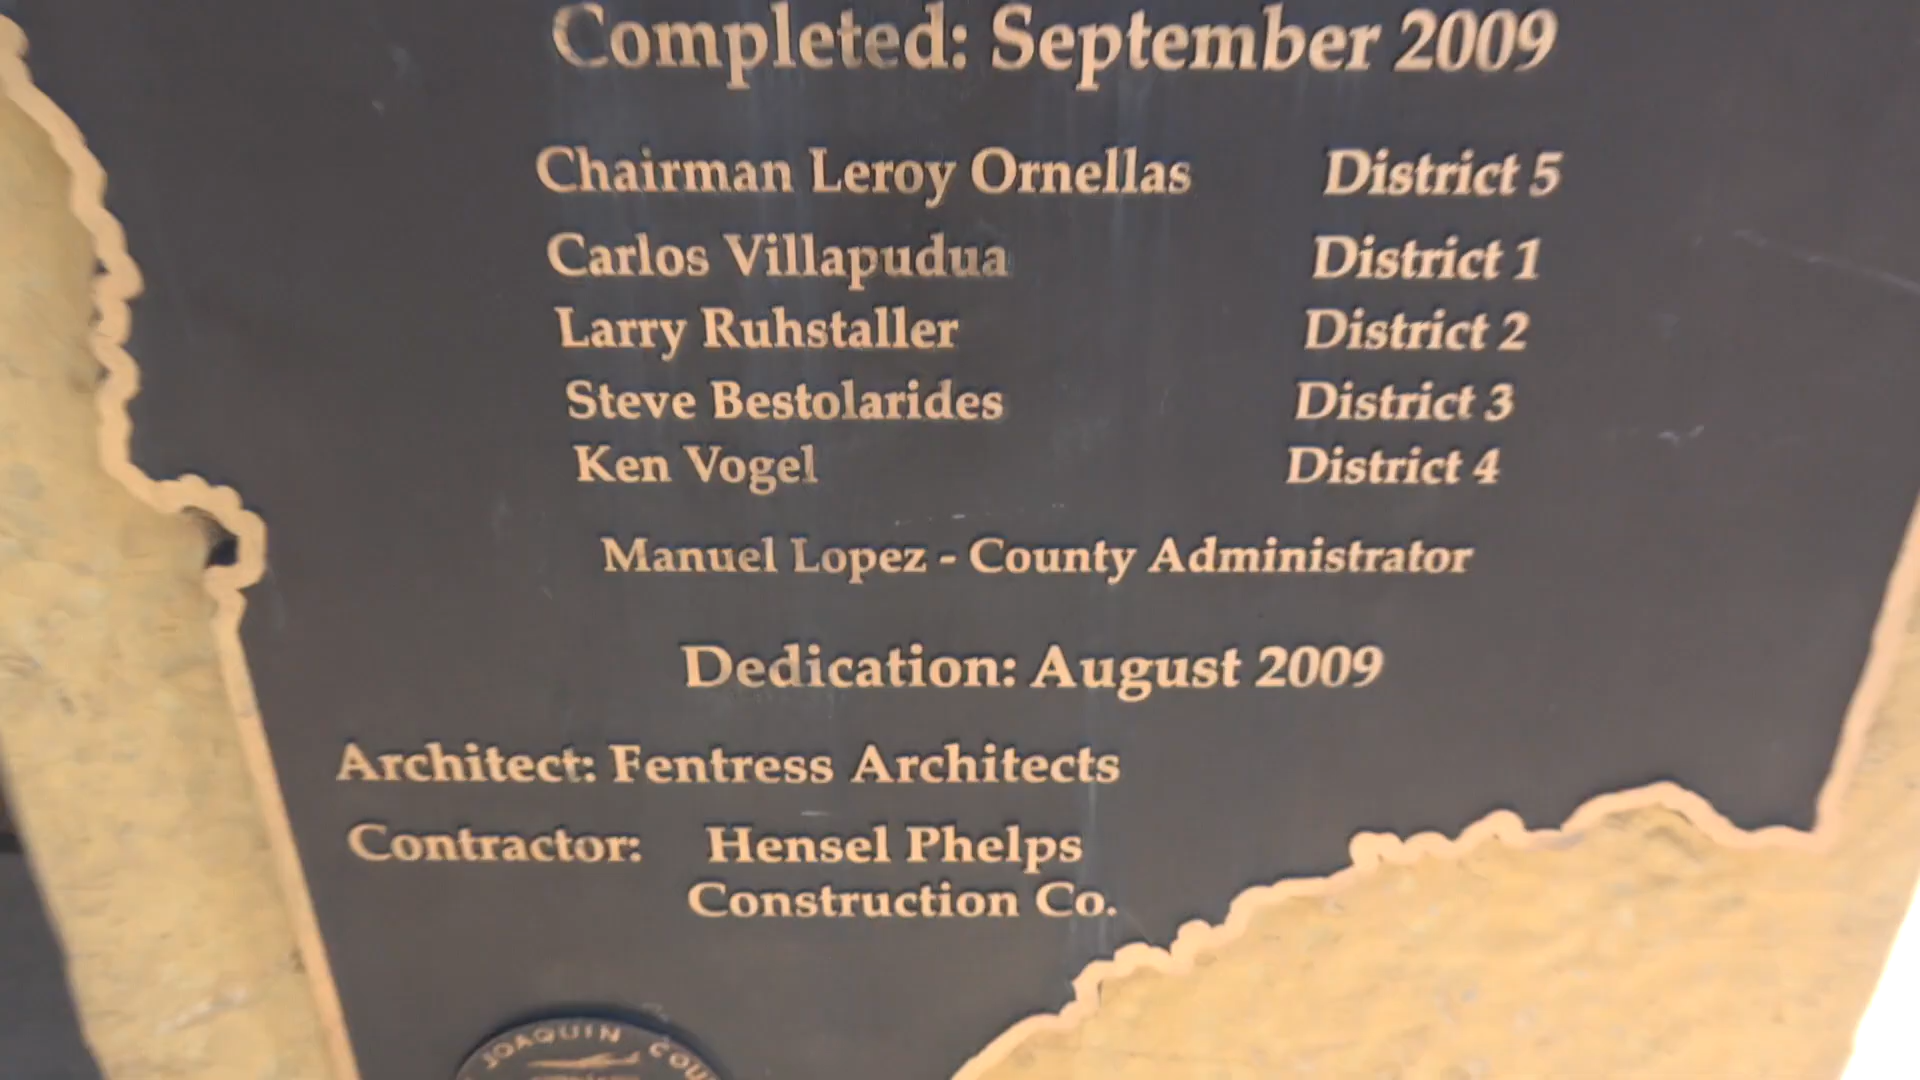 Completed: September 2009
Chairman Leroy Ornellas District 5
Carlos Villapudua District 1
Larry Ruhstaller District 2
Steve Bestolarides District 3
Ken Vogel District 4
Manuel Lopez - County Administrator
Dedication: August 2009
Architect: Fentress Architects
Contractor: Hensel Phelps
Construction Co.
JOAQUIN